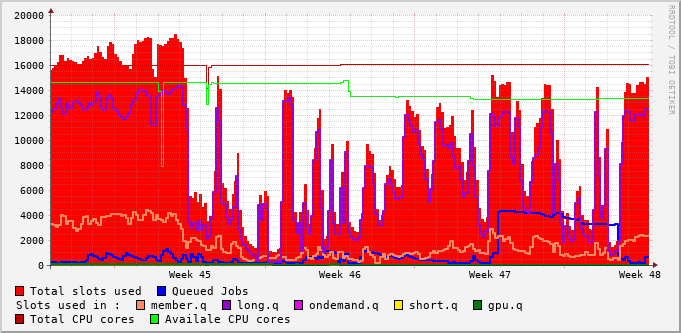 20000
18000
16000
14000
12000
10000
8000
6000
4000
2000
0
Week 45 Week 46 Week 47 Week 48
Total slots used Queued Jobs
Slots used in : member.q long.q ondemand.q short.q gpu.q
Total CPU cores Availale CPU cores
RRDTOOL / TOBI OETIKER